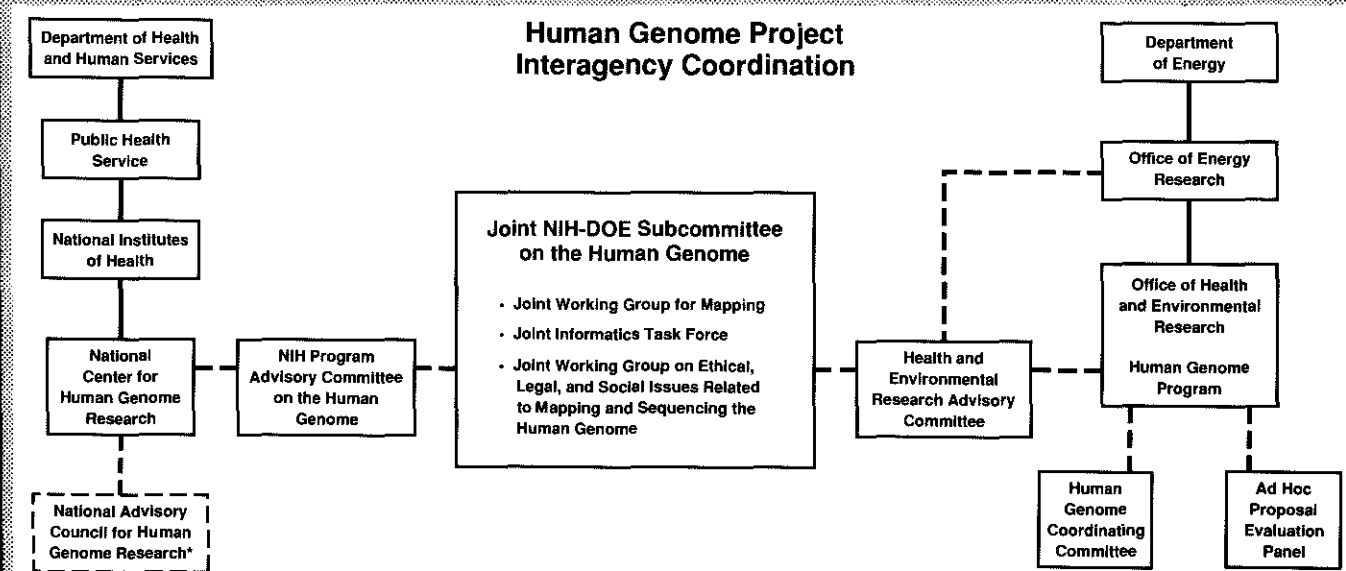 Human Genome Project
Interagency Coordination
Department of Health
and Human Services
Public Health
Service
National Institutes
of Health
National
Center for
Human Genome
Research
National Advisory
Council for Human
Genome Research*
NIH Program
Advisory Committee
on the Human
Genome
Joint NIH-DOE Subcommittee
on the Human Genome
• Joint Working Group for Mapping
• Joint Informatics Task Force
• Joint Working Group on Ethical,
Legal, and Social Issues Related
to Mapping and Sequencing the
Human Genome
Health and
Environmental
Research Advisory
Committee
Department
of Energy
Office of Energy
Research
Office of Health
and Environmental
Research
Human Genome
Program
Human
Genome
Coordinating
Committee
Ad Hoc
Proposal
Evaluation
Panel